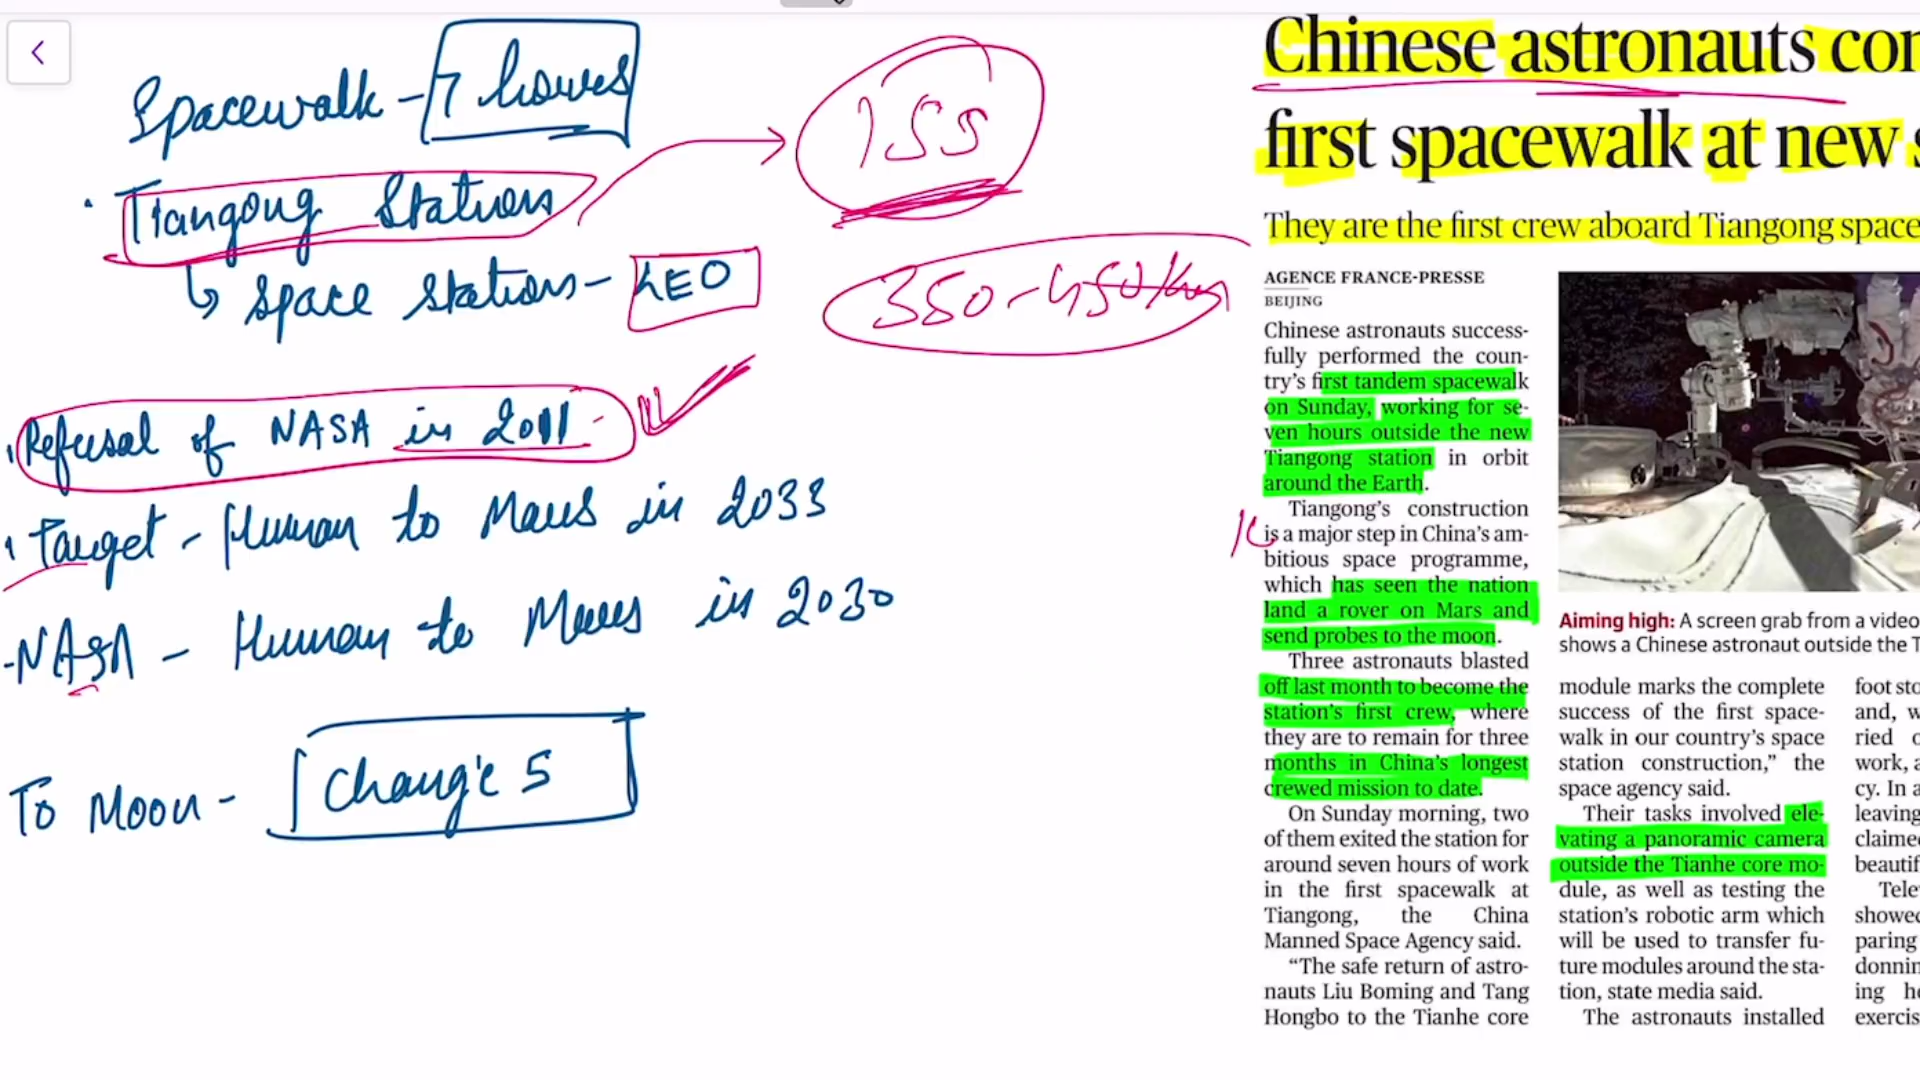 Spacewalk - 7 hours
ISS
Tiangong Station
Space Station - LEO
350-450 km
Refusal of NASA in 2011
Target - Human to Mars in 2033
NASA - Human to Mars in 2030
To Moon - Chang'e 5
Chinese astronauts con
first spacewalk at new s
They are the first crew aboard Tiangong space
AGENCE FRANCE-PRESSE
BEIJING
Chinese astronauts success-
fully performed the coun-
try's first tandem spacewalk
on Sunday, working for se-
ven hours outside the new
Tiangong station in orbit
around the Earth.
Tiangong's construction
is a major step in China's am-
bitious space programme,
which has seen the nation
land a rover on Mars and
send probes to the moon.
Three astronauts blasted
off last month to become the
station's first crew, where
they are to remain for three
months in China's longest
crewed mission to date.
On Sunday morning, two
of them exited the station for
around seven hours of work
in the first spacewalk at
Tiangong, the China
Manned Space Agency said.
"The safe return of astro-
nauts Liu Boming and Tang
Hongbo to the Tianhe core
Aiming high: A screen grab from a video
shows a Chinese astronaut outside the T
module marks the complete
success of the first space-
walk in our country's space
station construction," the
space agency said.
Their tasks involved ele-
vating a panoramic camera
outside the Tianhe core mo-
dule, as well as testing the
station's robotic arm which
will be used to transfer fu-
ture modules around the sta-
tion, state media said.
The astronauts installed
foot sto
and, w
ried o
work, a
cy. In a
leaving
claimed
beautif
Tele
showed
paring
donnin
ing he
exercis